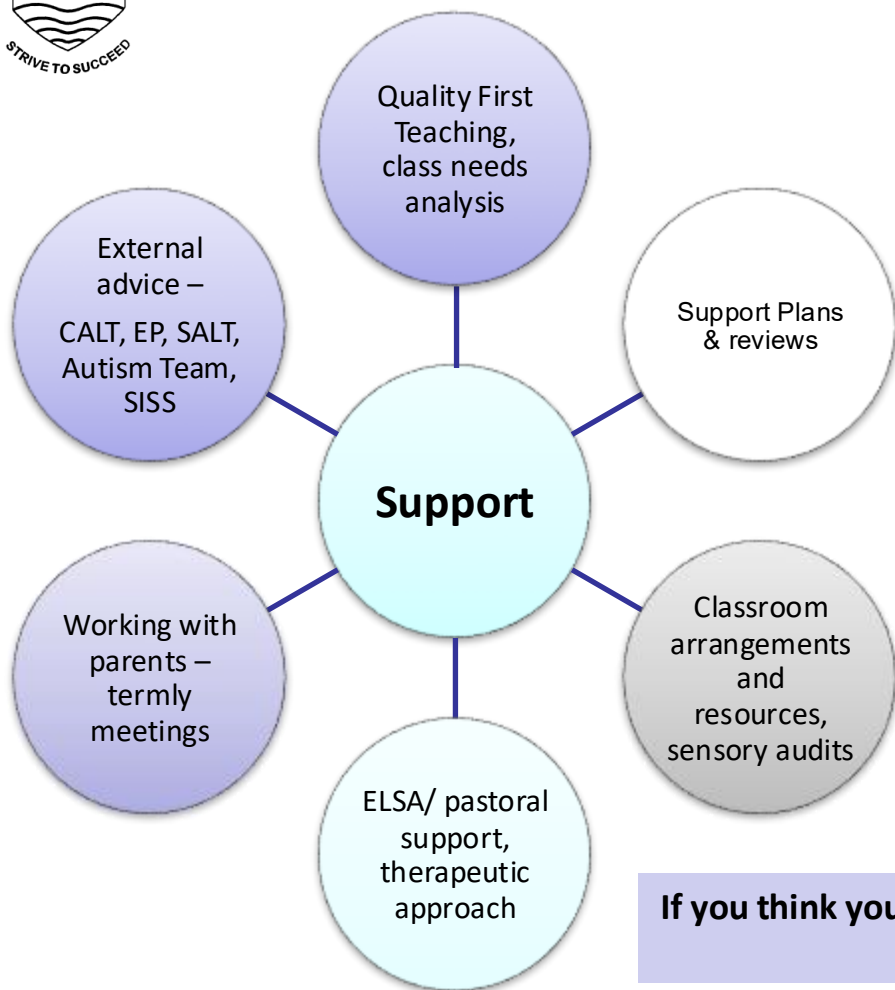 STRIVE TO SUCCEED
Quality First
Teaching,
class needs
analysis
External
advice –
CALT, EP, SALT,
Autism Team,
SISS
Support Plans
& reviews
Support
Working with
parents –
termly
meetings
Classroom
arrangements
and
resources,
sensory audits
ELSA/ pastoral
support,
therapeutic
approach
If you think you